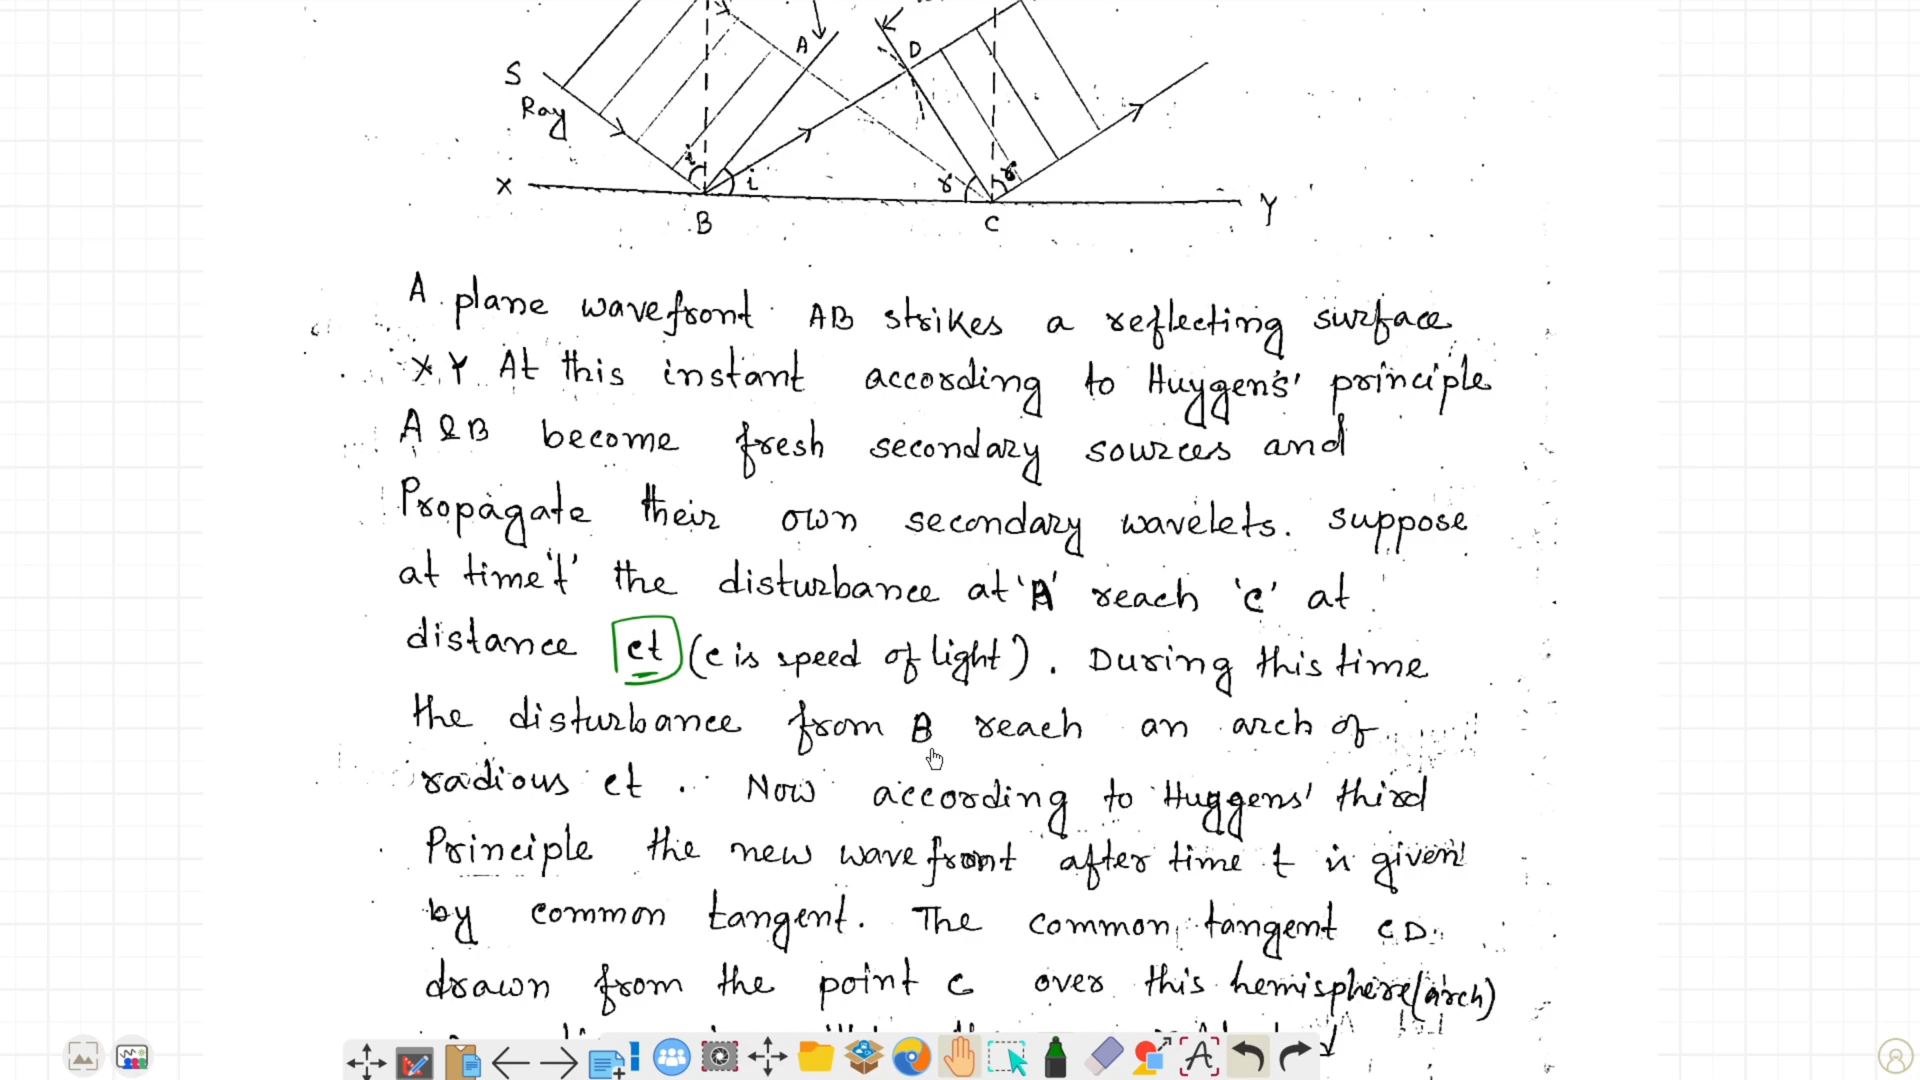 A
D
S
Ray
i
i
r
r
X
Y
B
C
A plane wavefront AB strikes a reflecting surface
XY At this instant according to Huygens' principle
A & B become fresh secondary sources and
Propagate their own secondary wavelets. suppose
at time 't' the disturbance at 'A' reach 'C' at
distance ct (c is speed of light). During this time
the disturbance from B reach an arch of
radious ct. Now according to Huggens' third
Principle the new wavefront after time t is given
by common tangent. The common tangent CD
drawn from the point C over this hemisphere (arch)